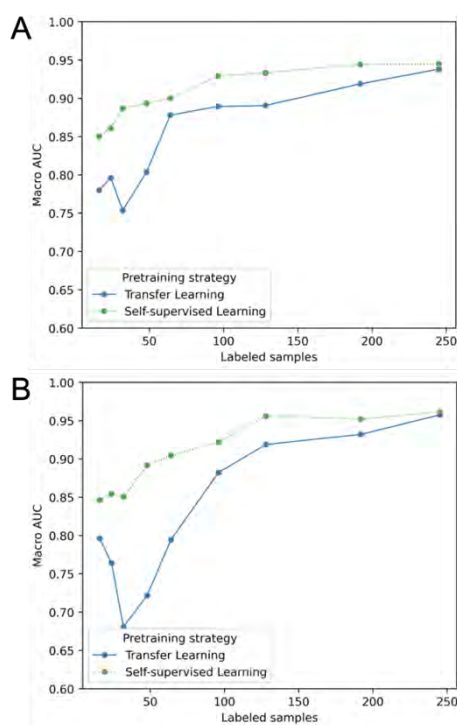 A
1.00
0.95
0.90
0.85
0.80
0.75
0.70
0.65
0.60
Macro AUC
Pretraining strategy
Transfer Learning
Self-supervised Learning
50
100
150
200
250
Labeled samples
B
1.00
0.95
0.90
0.85
0.80
0.75
0.70
0.65
0.60
Macro AUC
Pretraining strategy
Transfer Learning
Self-supervised Learning
50
100
150
200
250
Labeled samples